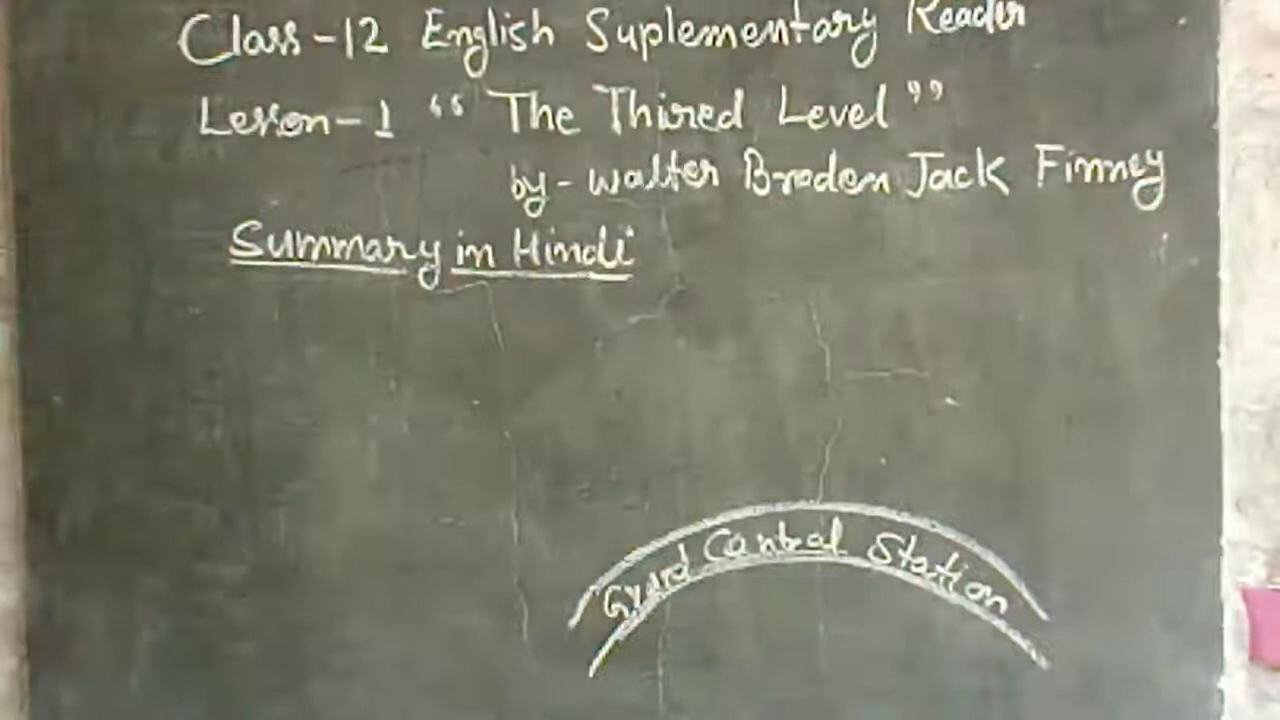 Class-12 English Suplementary Reader
Lesson-1 “ The Thired Level ”
by - Walter Bradem Jack Finney
Summary in Hindi
Grand Central Station